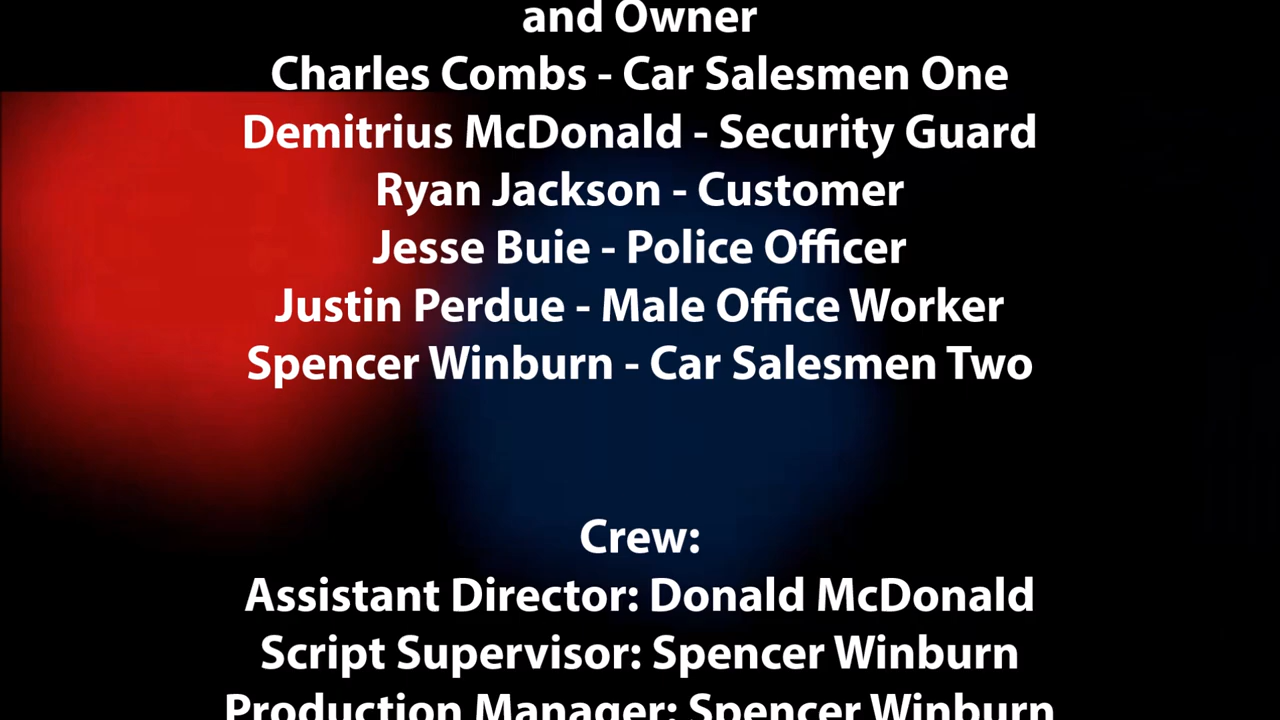 and Owner
Charles Combs - Car Salesmen One
Demitrius McDonald - Security Guard
Ryan Jackson - Customer
Jesse Buie - Police Officer
Justin Perdue - Male Office Worker
Spencer Winburn - Car Salesmen Two
Crew:
Assistant Director: Donald McDonald
Script Supervisor: Spencer Winburn
Production Manager: Spencer Winburn